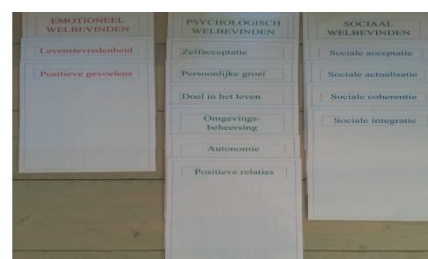 EMOTIONEEL
WELBEVINDEN
Levenstevredenheid
Positieve gevoelens
PSYCHOLOGISCH
WELBEVINDEN
Zelfacceptatie
Persoonlijke groei
Doel in het leven
Omgevings-
beheersing
Autonomie
Positieve relaties
SOCIAAL
WELBEVINDEN
Sociale acceptatie
Sociale actualisatie
Sociale coherentie
Sociale integratie